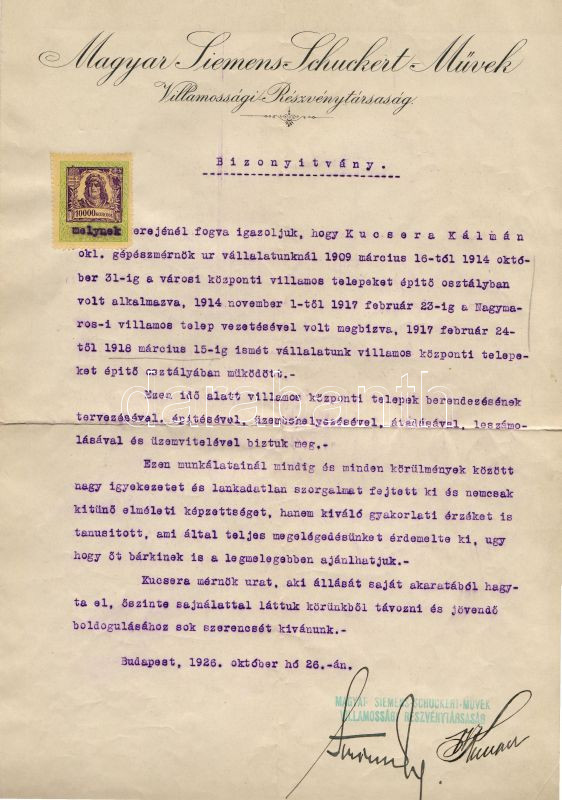 Magyar Siemens-Schuckert-Művek
Villamossági Részvénytársaság.
Bizonyitvány.
10000 KORONA
melynek erejénél fogva igazoljuk, hogy Kucsera Kálmán
okl. gépészmérnök ur vállalatunknál 1909 március 16-tól 1914 októ-
ber 31-ig a városi központi villamos telepeket épitő osztályban
volt alkalmazva, 1914 november 1-től 1917 február 23-ig a Nagyma-
ros-i villamos telep vezetésével volt megbizva, 1917 február 24-
től 1918 március 15-ig ismét vállalatunk villamos központi telepe-
ket épitő osztályában működött.-
Ezen idő alatt villamos központi telepek berendezésének
tervezésével, épitésével, üzembehelyezésével, átadásával, leszámo-
lásával és üzemvitelével biztuk meg.-
Ezen munkálatainál mindig és minden körülmények között
nagy igyekezetet és lankadatlan szorgalmat fejtett ki és nemcsak
kitünő elméleti képzettséget, hanem kiváló gyakorlati érzéket is
tanusitott, ami által teljes megelégedésünket érdemelte ki, ugy
hogy őt bárkinek is a legmelegebben ajánlhatjuk.-
Kucsera mérnök urat, aki állását saját akaratából hagy-
ta el, őszinte sajnálattal láttuk körünkből távozni és jövendő
boldogulásához sok szerencsét kivánunk.-
Budapest, 1926. október hó 26.-án.
MAGYAR SIEMENS-SCHUCKERT-MŰVEK
VILLAMOSSÁGI RÉSZVÉNYTÁRSASÁG
darabanth